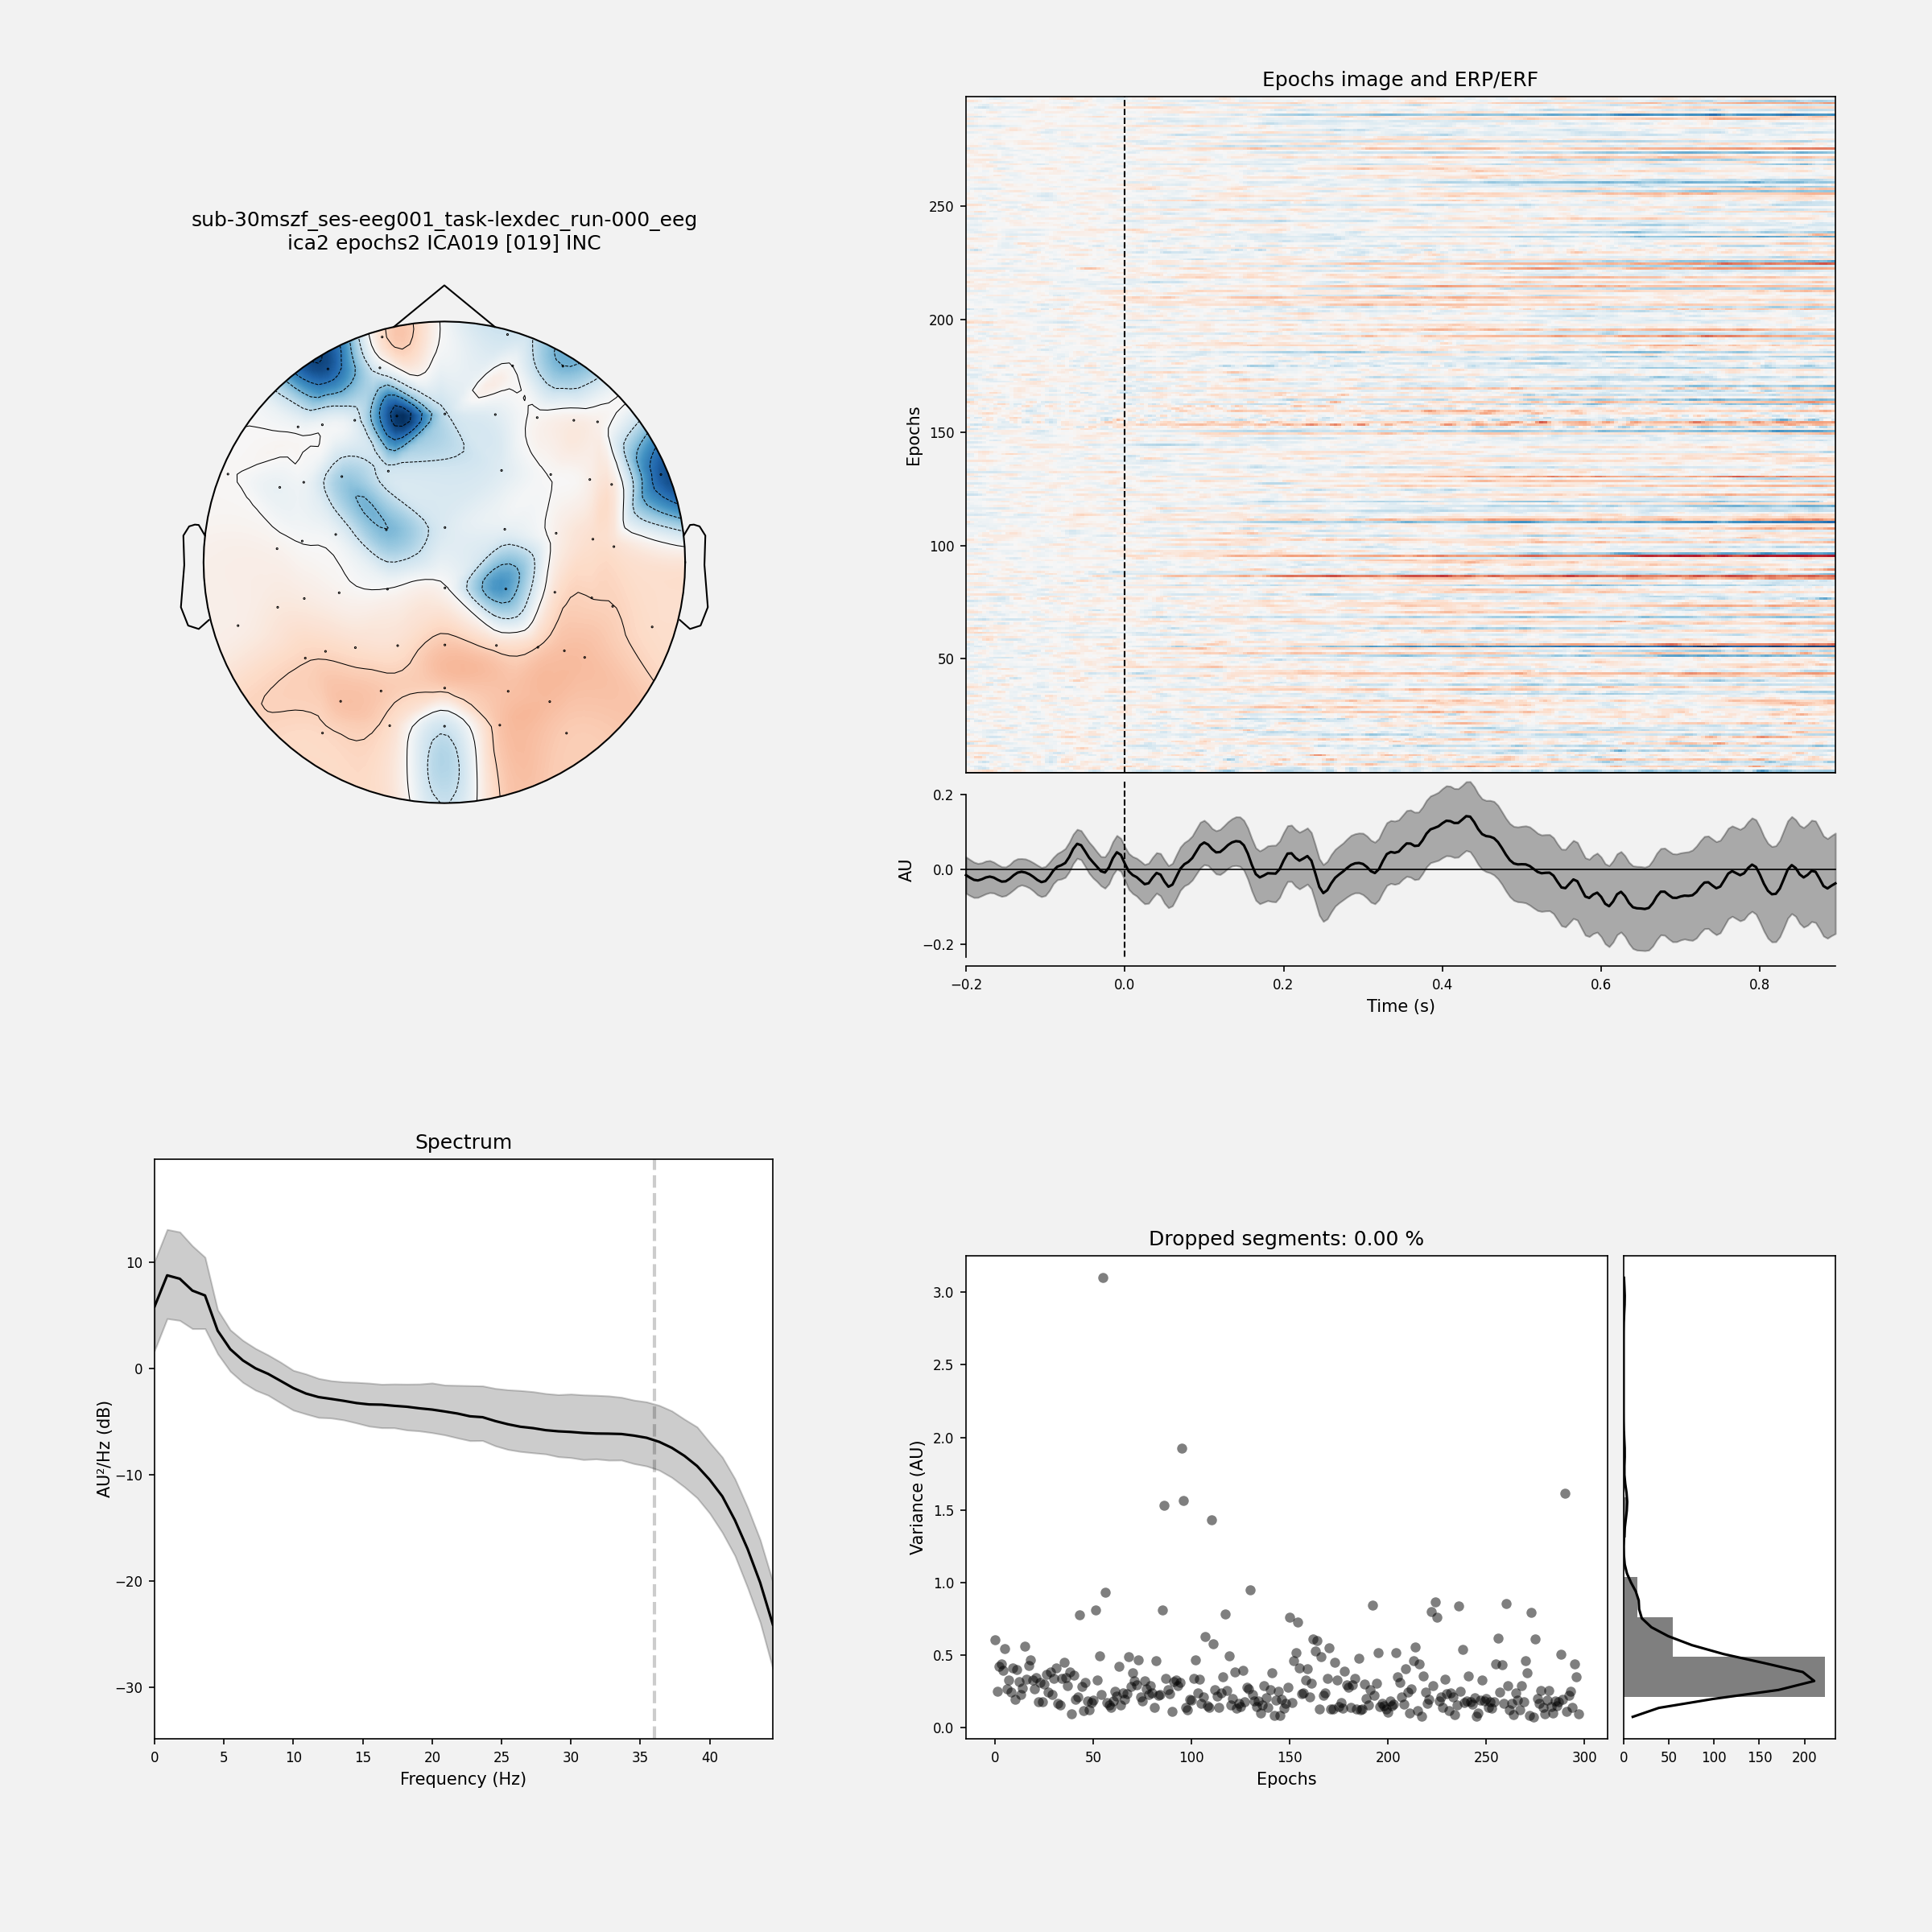 sub-30mszf_ses-eeg001_task-lexdec_run-000_eeg
ica2 epochs2 ICA019 [019] INC
Epochs image and ERP/ERF
Epochs
250
200
150
100
50
AU
0.2
0.0
−0.2
−0.2 0.0 0.2 0.4 0.6 0.8
Time (s)
Spectrum
AU²/Hz (dB)
10
0
−10
−20
−30
0 5 10 15 20 25 30 35 40
Frequency (Hz)
Dropped segments: 0.00 %
Variance (AU)
3.0
2.5
2.0
1.5
1.0
0.5
0.0
0 50 100 150 200 250 300
Epochs
0 50 100 150 200